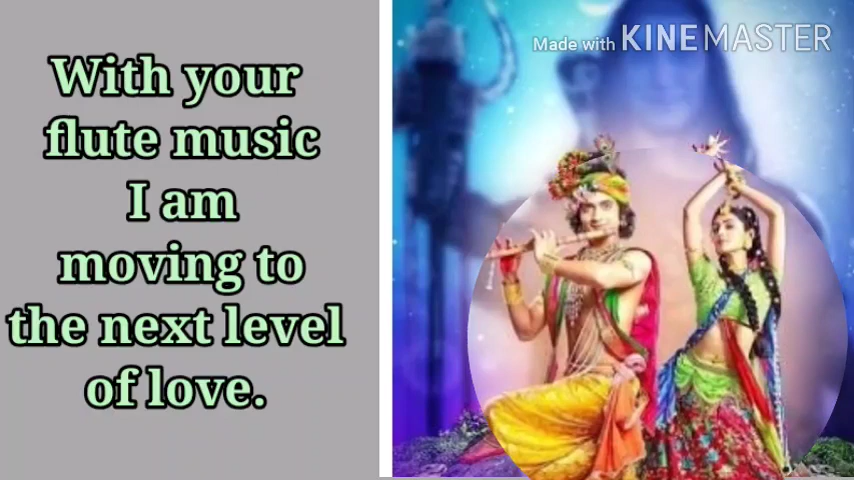 With your
flute music
I am
moving to
the next level
of love.
Made with KINEMASTER